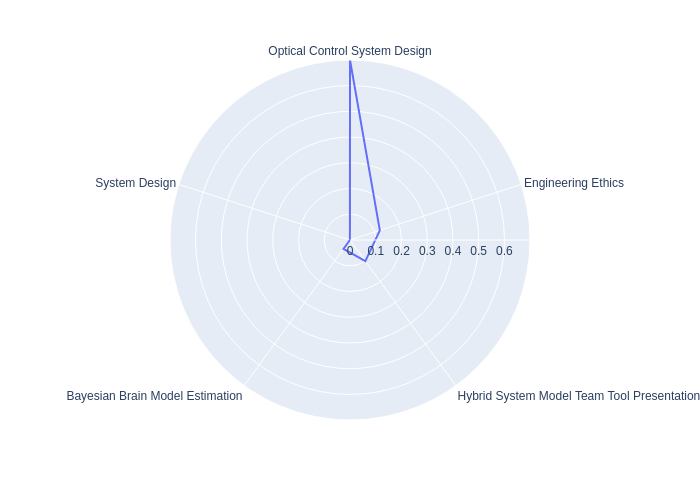 Optical Control System Design
System Design
Engineering Ethics
0 0.1 0.2 0.3 0.4 0.5 0.6
Bayesian Brain Model Estimation
Hybrid System Model Team Tool Presentation